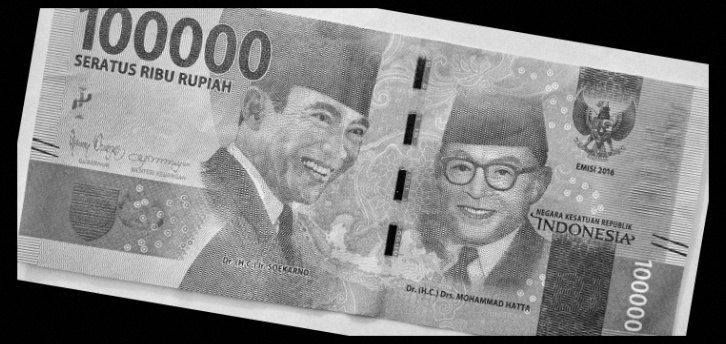 100000
SERATUS RIBU RUPIAH
GUBERNUR
MENTERI KEUANGAN
Dr. (H.C.) Ir. SOEKARNO
Dr. (H.C.) Drs. MOHAMMAD HATTA
EMISI 2016
NEGARA KESATUAN REPUBLIK
INDONESIA
100000